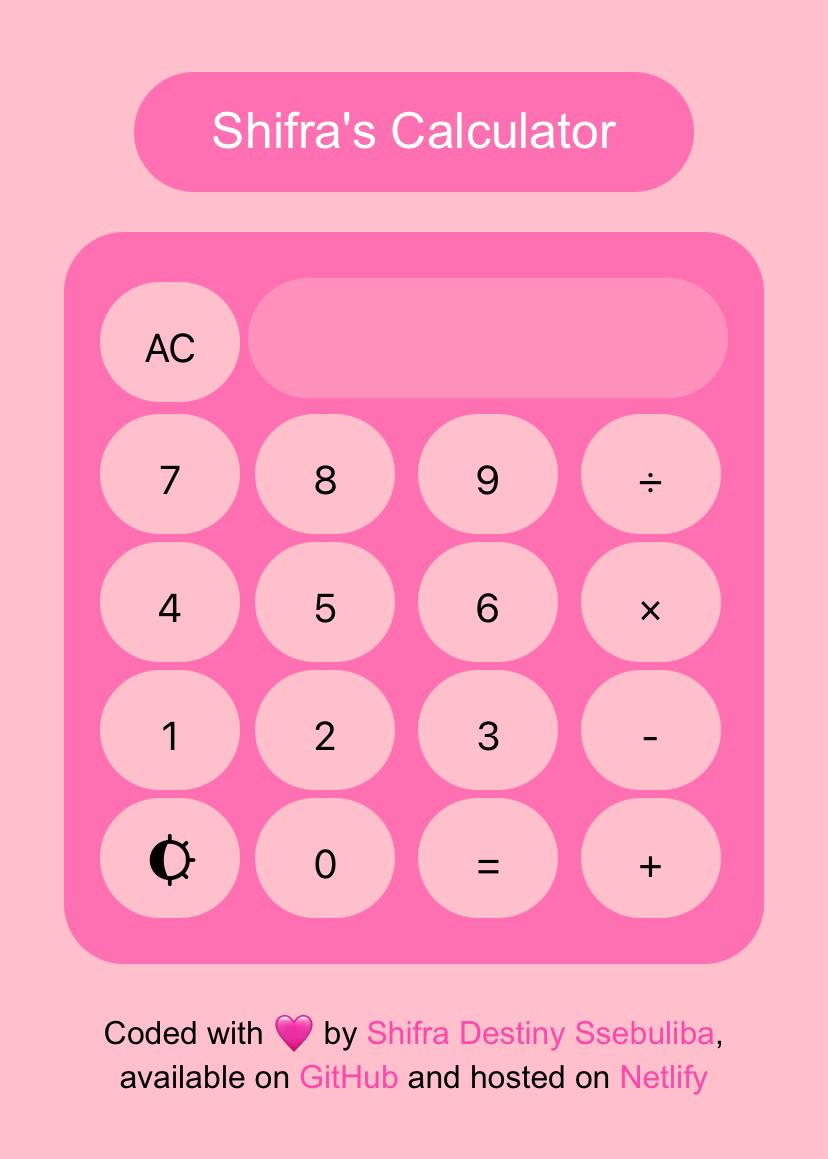 Shifra's Calculator
AC
7 8 9 ÷
4 5 6 ×
1 2 3 -
0 = +
Coded with 💗 by Shifra Destiny Ssebuliba,
available on GitHub and hosted on Netlify